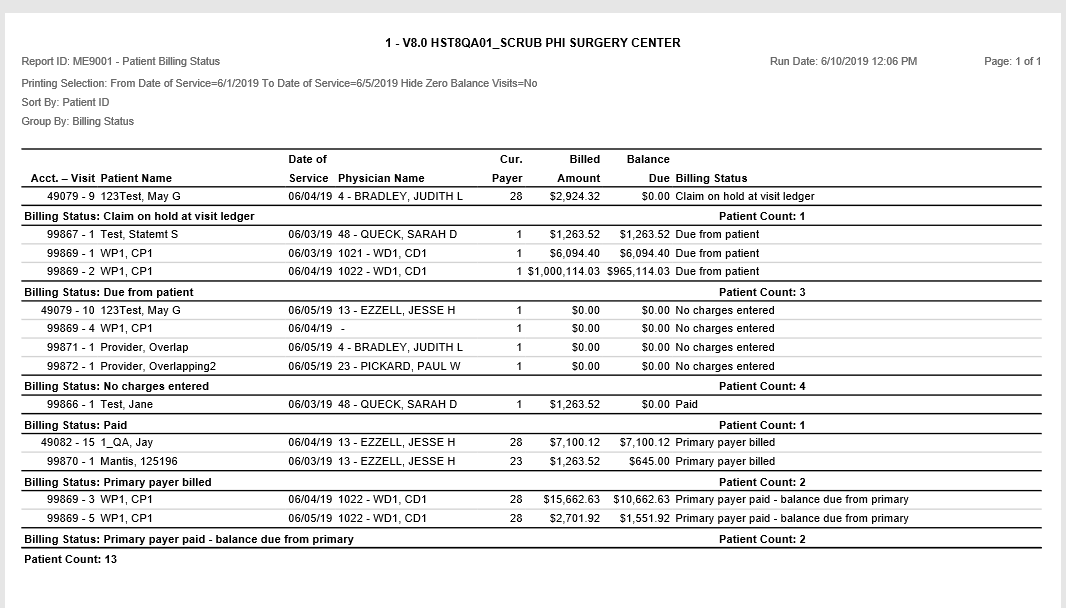 1 - V8.0 HST8QA01_SCRUB PHI SURGERY CENTER
Report ID: ME9001 - Patient Billing Status Run Date: 6/10/2019 12:06 PM Page: 1 of 1
Printing Selection: From Date of Service=6/1/2019 To Date of Service=6/5/2019 Hide Zero Balance Visits=No
Sort By: Patient ID
Group By: Billing Status
Date of Cur. Billed Balance
Acct. – Visit Patient Name Service Physician Name Payer Amount Due Billing Status
49079 - 9 123Test, May G 06/04/19 4 - BRADLEY, JUDITH L 28 $2,924.32 $0.00 Claim on hold at visit ledger
Billing Status: Claim on hold at visit ledger Patient Count: 1
99867 - 1 Test, Statemt S 06/03/19 48 - QUECK, SARAH D 1 $1,263.52 $1,263.52 Due from patient
99869 - 1 WP1, CP1 06/03/19 1021 - WD1, CD1 1 $6,094.40 $6,094.40 Due from patient
99869 - 2 WP1, CP1 06/04/19 1022 - WD1, CD1 1 $1,000,114.03 $965,114.03 Due from patient
Billing Status: Due from patient Patient Count: 3
49079 - 10 123Test, May G 06/05/19 13 - EZZELL, JESSE H 1 $0.00 $0.00 No charges entered
99869 - 4 WP1, CP1 06/04/19 - 1 $0.00 $0.00 No charges entered
99871 - 1 Provider, Overlap 06/05/19 4 - BRADLEY, JUDITH L 1 $0.00 $0.00 No charges entered
99872 - 1 Provider, Overlapping2 06/05/19 23 - PICKARD, PAUL W 1 $0.00 $0.00 No charges entered
Billing Status: No charges entered Patient Count: 4
99866 - 1 Test, Jane 06/03/19 48 - QUECK, SARAH D 1 $1,263.52 $0.00 Paid
Billing Status: Paid Patient Count: 1
49082 - 15 1_QA, Jay 06/04/19 13 - EZZELL, JESSE H 28 $7,100.12 $7,100.12 Primary payer billed
99870 - 1 Mantis, 125196 06/03/19 13 - EZZELL, JESSE H 23 $1,263.52 $645.00 Primary payer billed
Billing Status: Primary payer billed Patient Count: 2
99869 - 3 WP1, CP1 06/04/19 1022 - WD1, CD1 28 $15,662.63 $10,662.63 Primary payer paid - balance due from primary
99869 - 5 WP1, CP1 06/05/19 1022 - WD1, CD1 28 $2,701.92 $1,551.92 Primary payer paid - balance due from primary
Billing Status: Primary payer paid - balance due from primary Patient Count: 2
Patient Count: 13